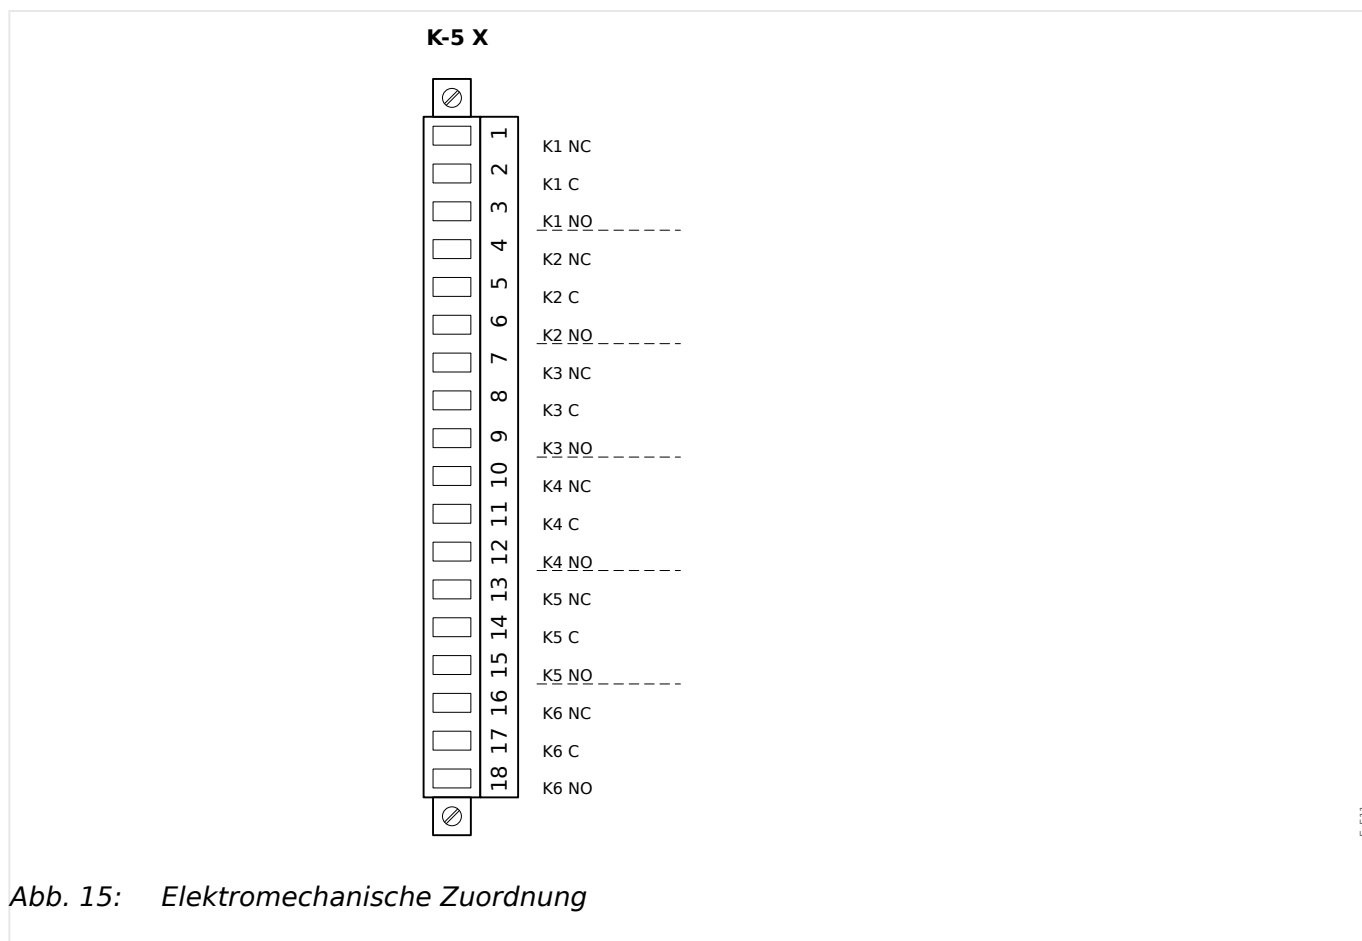 K-5 X
1 K1 NC
2 K1 C
3 K1 NO
4 K2 NC
5 K2 C
6 K2 NO
7 K3 NC
8 K3 C
9 K3 NO
10 K4 NC
11 K4 C
12 K4 NO
13 K5 NC
14 K5 C
15 K5 NO
16 K6 NC
17 K6 C
18 K6 NO
Abb. 15: Elektromechanische Zuordnung